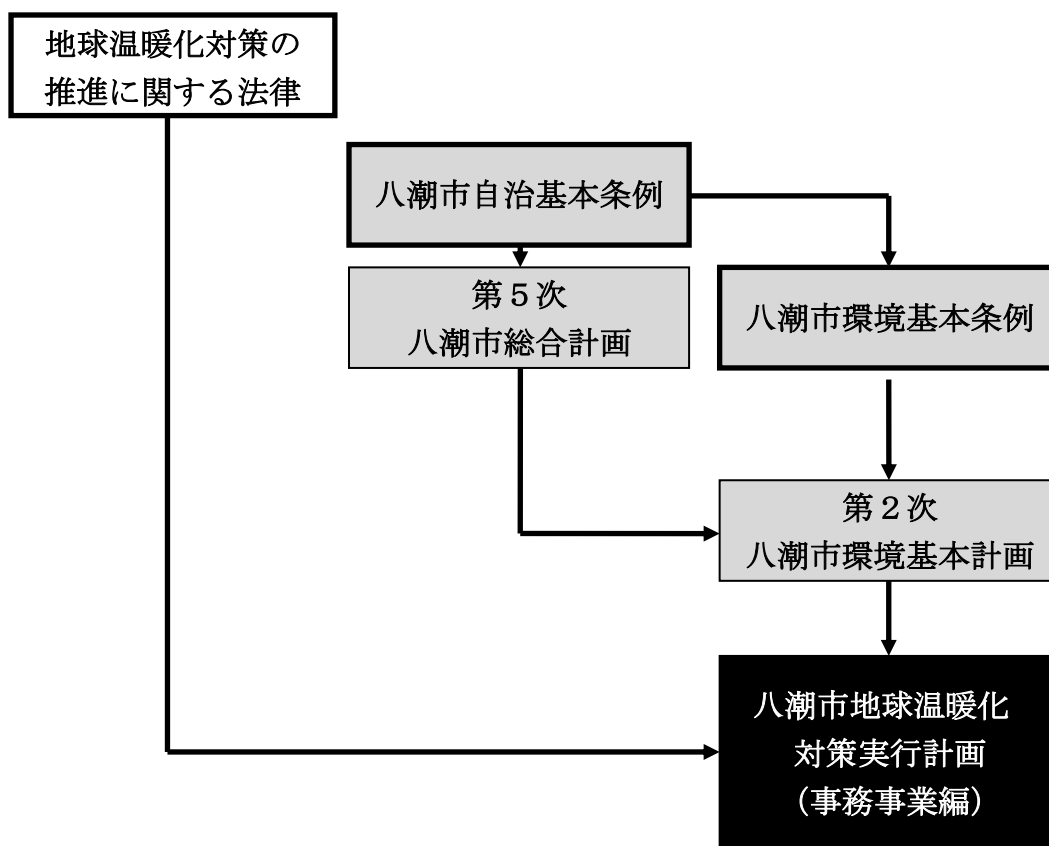 地球温暖化対策の
推進に関する法律
八潮市自治基本条例
第５次
八潮市総合計画
八潮市環境基本条例
第２次
八潮市環境基本計画
八潮市地球温暖化
対策実行計画
（事務事業編）